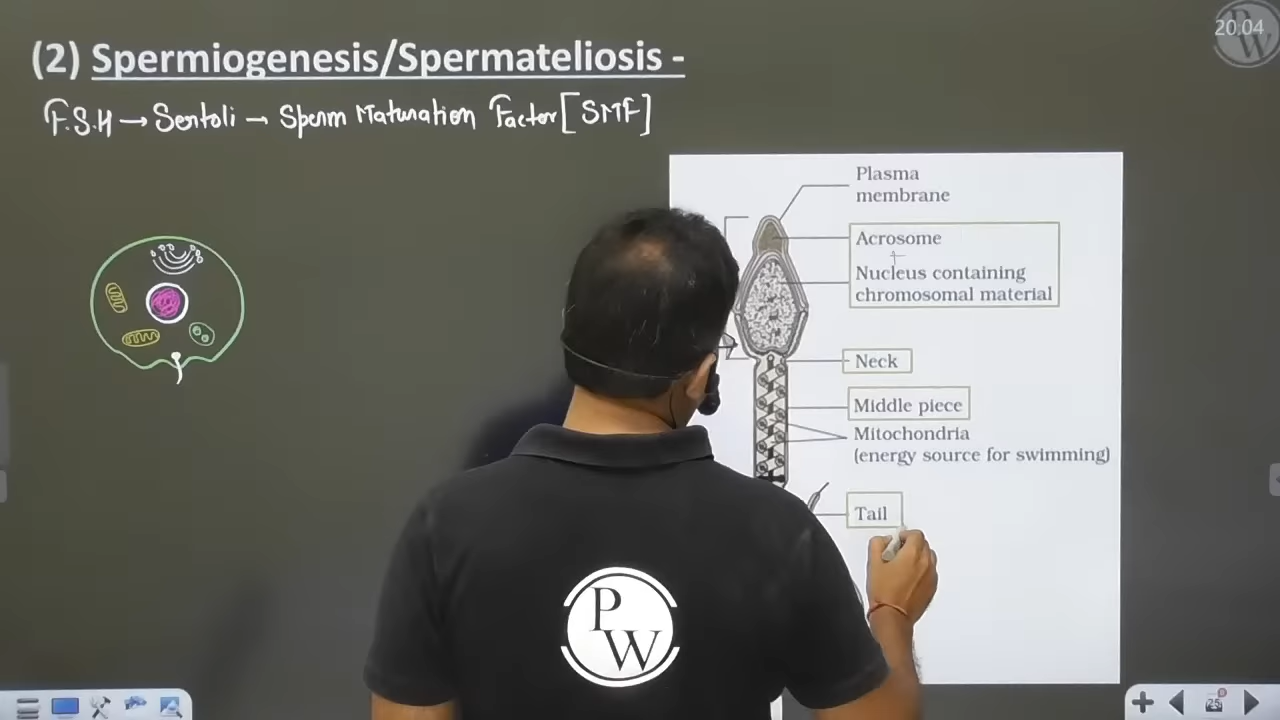 20:04
(2) Spermiogenesis/Spermateliosis -
F.S.H → Sertoli → Sperm Maturation Factor [SMF]
Plasma
membrane
Acrosome
+
Nucleus containing
chromosomal material
Neck
Middle piece
Mitochondria
(energy source for swimming)
Tail
PW
25